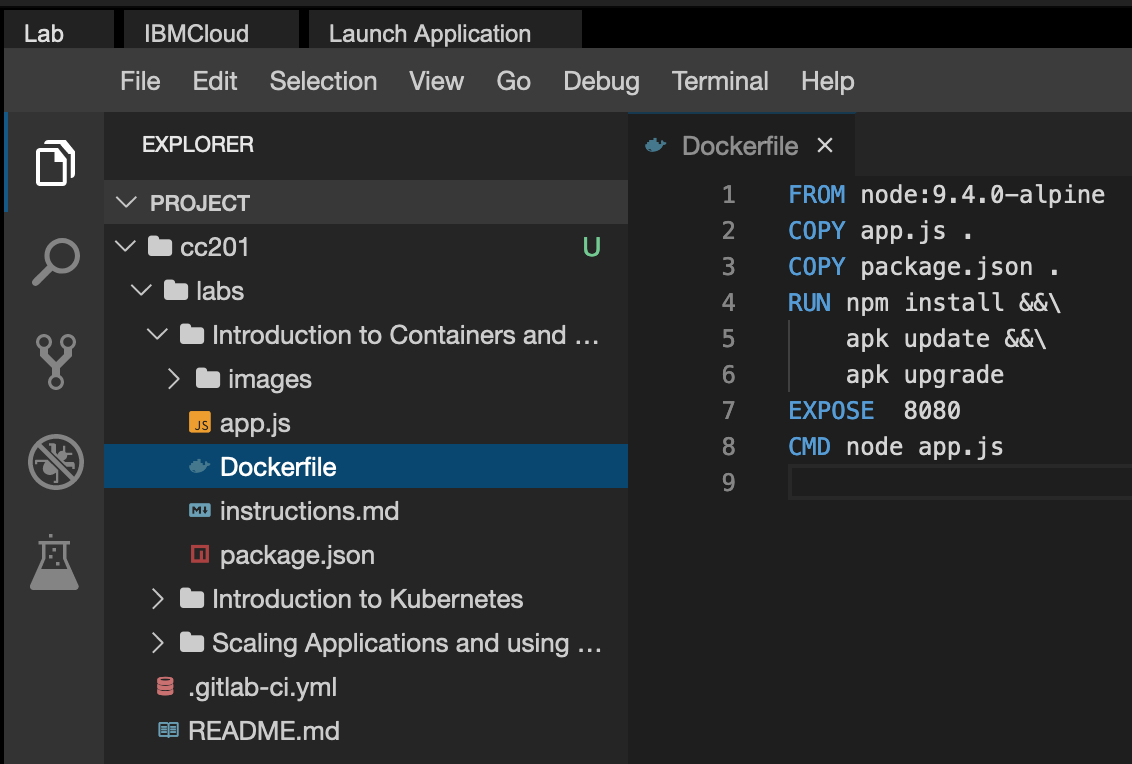 Lab IBMCloud Launch Application
File Edit Selection View Go Debug Terminal Help
EXPLORER
PROJECT
cc201 U
labs
Introduction to Containers and ...
images
JS app.js
Dockerfile
M↓ instructions.md
package.json
Introduction to Kubernetes
Scaling Applications and using ...
.gitlab-ci.yml
README.md
Dockerfile ×
1 FROM node:9.4.0-alpine
2 COPY app.js .
3 COPY package.json .
4 RUN npm install &&\
5     apk update &&\
6     apk upgrade
7 EXPOSE  8080
8 CMD node app.js
9